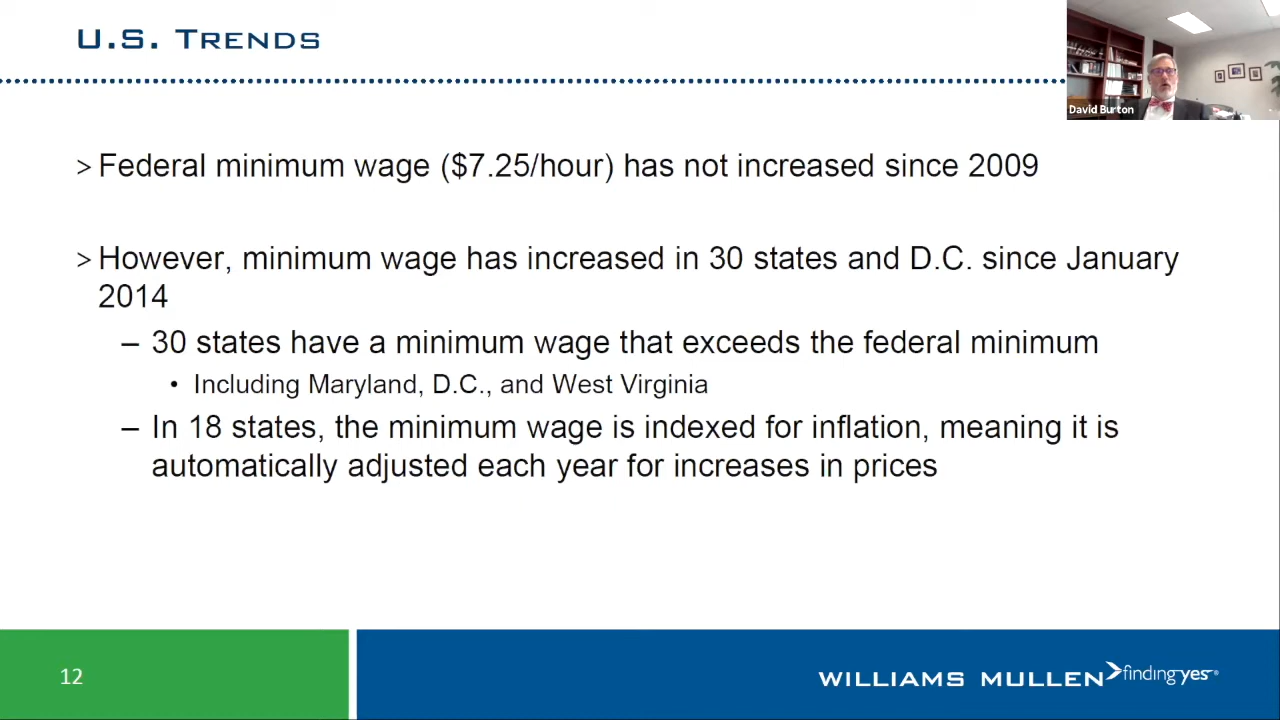 U.S. Trends
David Burton
> Federal minimum wage ($7.25/hour) has not increased since 2009
> However, minimum wage has increased in 30 states and D.C. since January
2014
– 30 states have a minimum wage that exceeds the federal minimum
• Including Maryland, D.C., and West Virginia
– In 18 states, the minimum wage is indexed for inflation, meaning it is
automatically adjusted each year for increases in prices
12
WILLIAMS MULLEN finding yes®